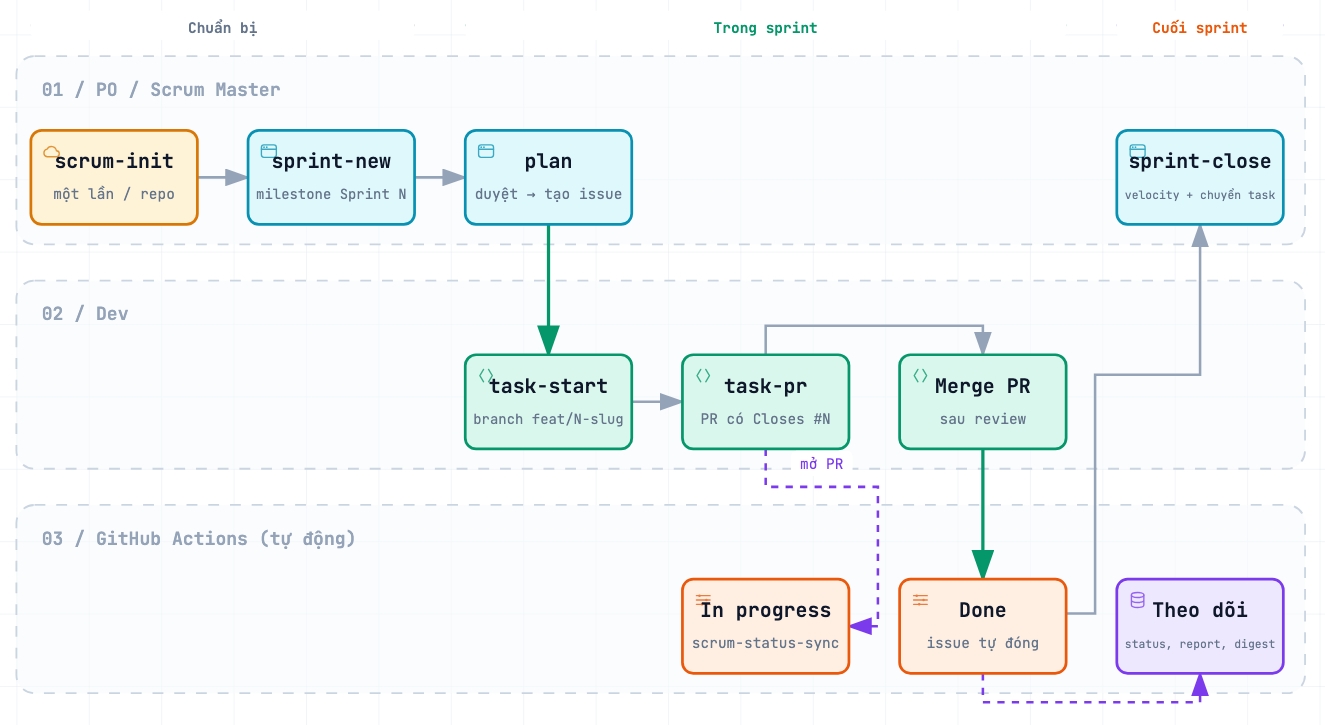 Chuẩn bị
Trong sprint
Cuối sprint
01 / PO / Scrum Master
scrum-init
một lần / repo
sprint-new
milestone Sprint N
plan
duyệt → tạo issue
sprint-close
velocity + chuyển task
02 / Dev
task-start
branch feat/N-slug
task-pr
PR có Closes #N
Merge PR
sau review
mở PR
03 / GitHub Actions (tự động)
In progress
scrum-status-sync
Done
issue tự đóng
Theo dõi
status, report, digest